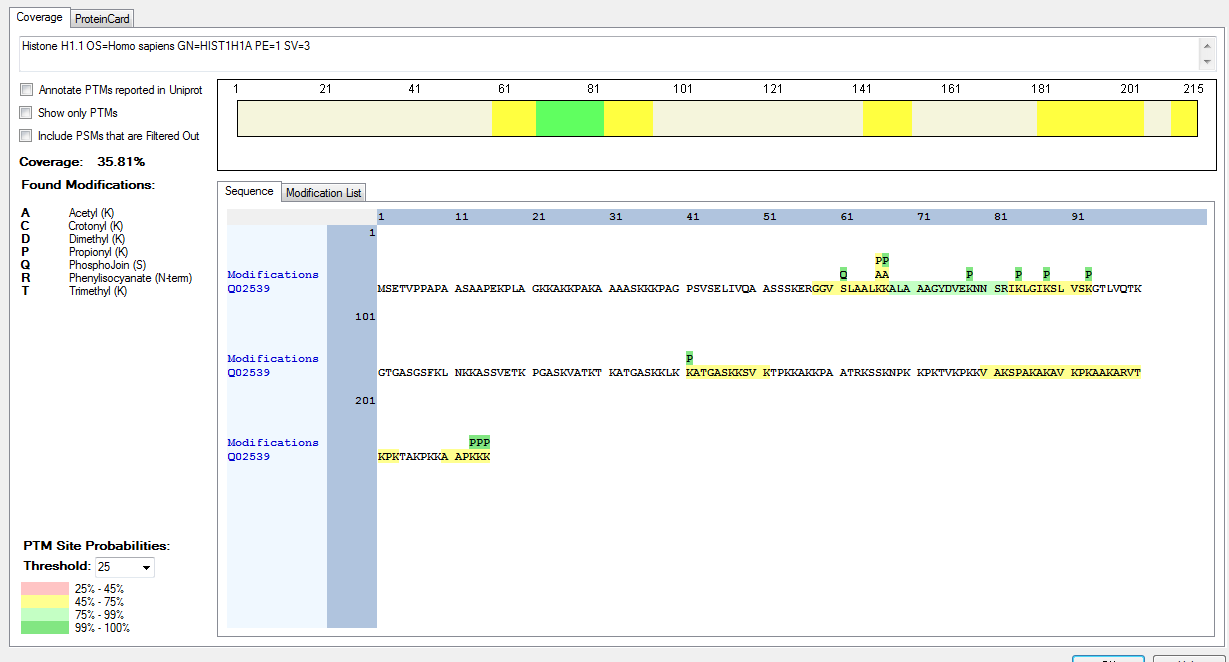 Coverage ProteinCard
Histone H1.1 OS=Homo sapiens GN=HIST1H1A PE=1 SV=3
Annotate PTMs reported in Uniprot
Show only PTMs
Include PSMs that are Filtered Out
Coverage: 35.81%
Found Modifications:
A Acetyl (K)
C Crotonyl (K)
D Dimethyl (K)
P Propionyl (K)
Q PhosphoJoin (S)
R Phenylisocyanate (N-term)
T Trimethyl (K)
1 21 41 61 81 101 121 141 161 181 201 215
Sequence Modification List
1 11 21 31 41 51 61 71 81 91
1
PP
Modifications Q AA P P P P
Q02539 MSETVPPAPA ASAAPEKPLA GKKAKKPAKA AAASKKKPAG PSVSELIVQA ASSSKERGGV SLAALKKALA AAGYDVEKNN SRIKLGIKSL VSKGTLVQTK
101
Modifications P
Q02539 GTGASGSFKL NKKASSVETK PGASKVATKT KATGASKKLK KATGASKKSV KTPKKAKKPA ATRKSSKNPK KPKTVKPKKV AKSPAKAKAV KPKAAKARVT
201
Modifications PPP
Q02539 KPKTAKPKKA APKKK
PTM Site Probabilities:
Threshold: 25
25% - 45%
45% - 75%
75% - 99%
99% - 100%